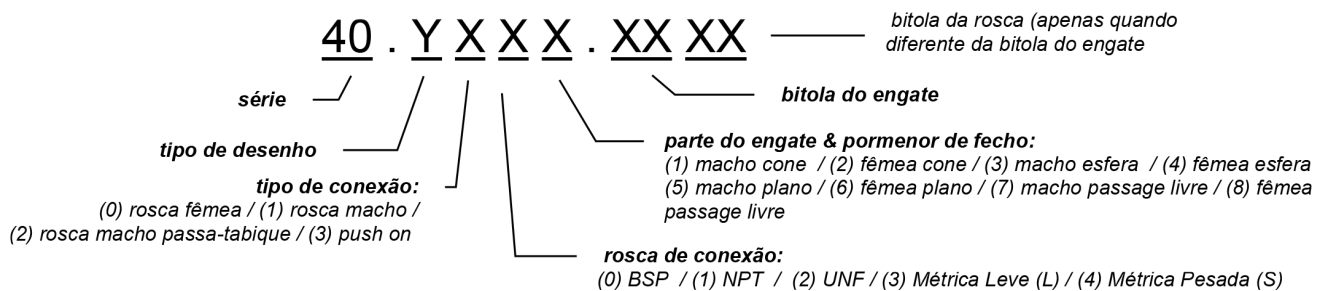 bitola da rosca (apenas quando
diferente da bitola do engate
40 . Y X X X . XX XX
série
bitola do engate
tipo de desenho
parte do engate & pormenor de fecho:
(1) macho cone / (2) fêmea cone / (3) macho esfera / (4) fêmea esfera
(5) macho plano / (6) fêmea plano / (7) macho passage livre / (8) fêmea
passage livre
tipo de conexão:
(0) rosca fêmea / (1) rosca macho /
(2) rosca macho passa-tabique / (3) push on
rosca de conexão:
(0) BSP / (1) NPT / (2) UNF / (3) Métrica Leve (L) / (4) Métrica Pesada (S)